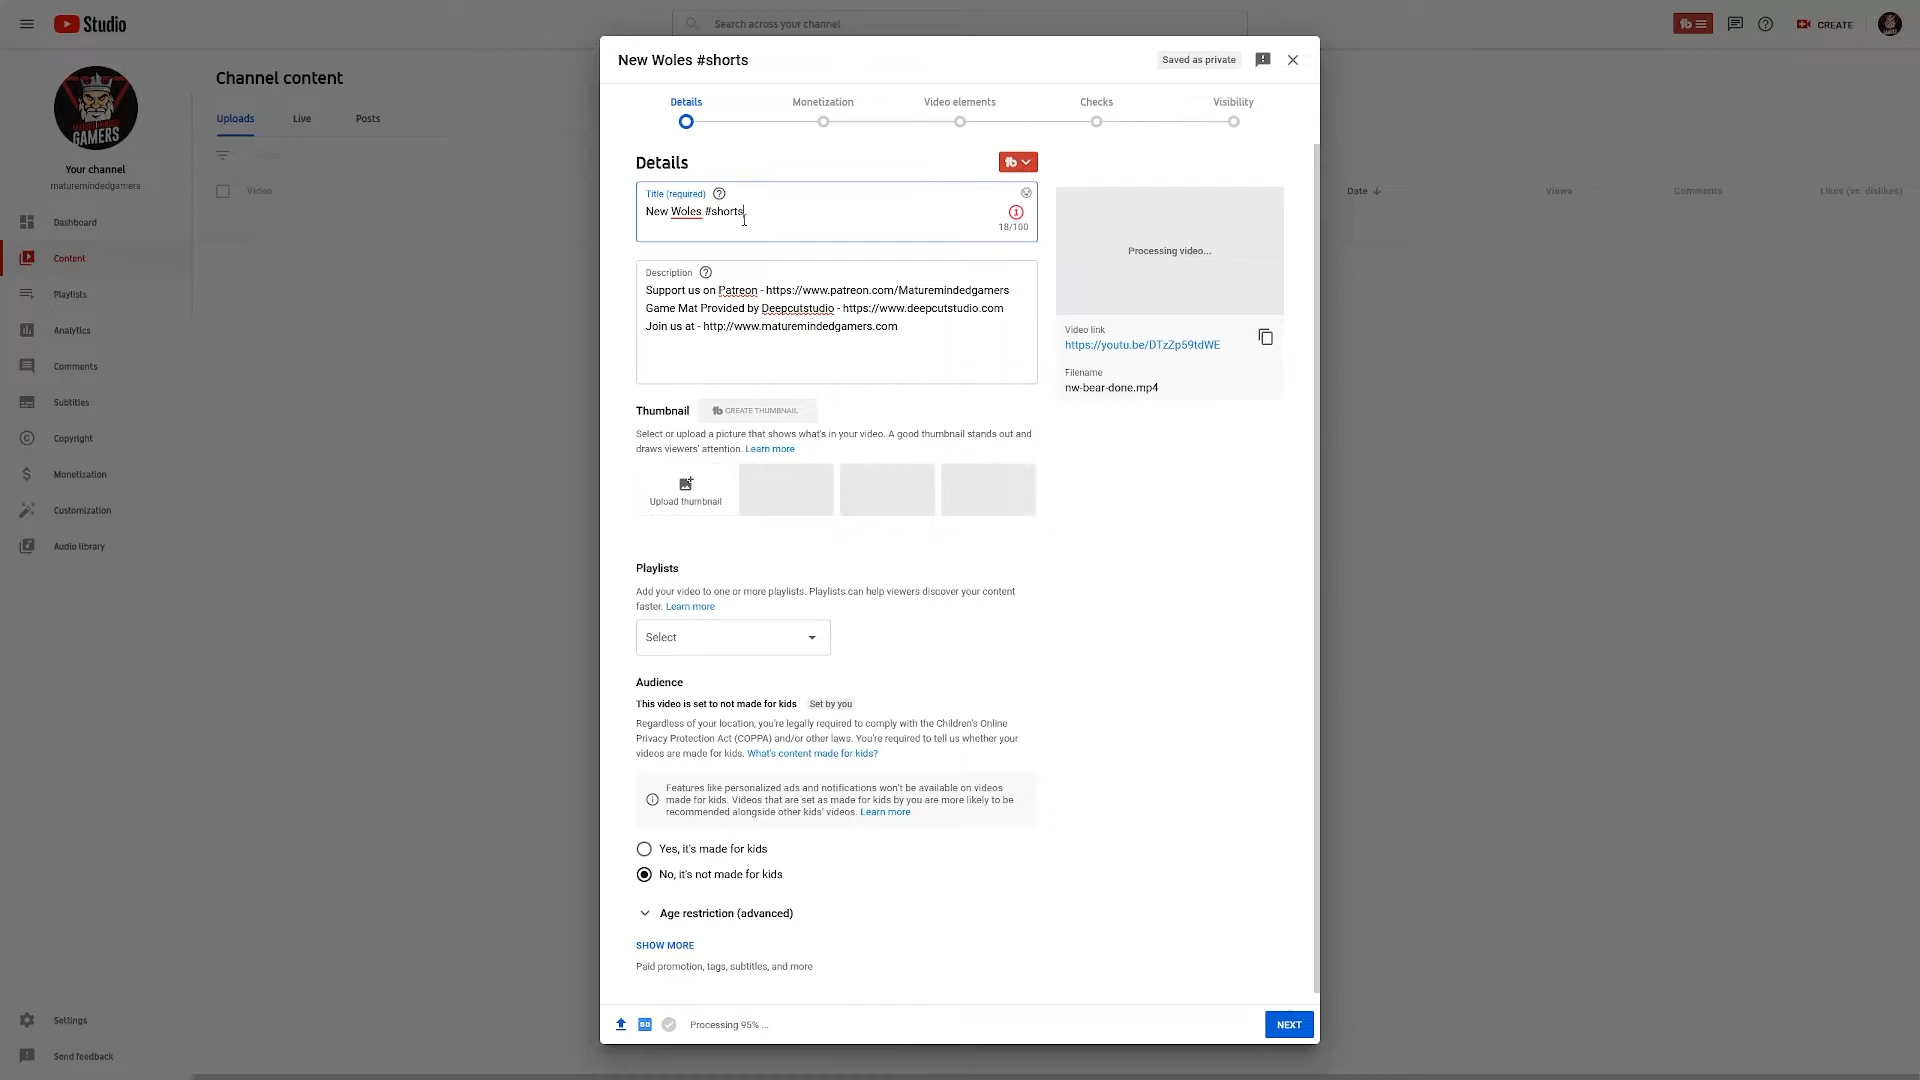 Studio
Search across your channel
CREATE
MATURE MINDED
GAMERS
Your channel
maturemindedgamers
Dashboard
Content
Playlists
Analytics
Comments
Subtitles
Copyright
Monetization
Customization
Audio library
Settings
Send feedback
Channel content
Uploads
Live
Posts
Video
Date
Views
Comments
Likes (vs. dislikes)
New Woles #shorts
Saved as private
Details
Monetization
Video elements
Checks
Visibility
Details
Title (required)
New Woles #shorts
1
18/100
Description
Support us on Patreon - https://www.patreon.com/Maturemindedgamers
Game Mat Provided by Deepcutstudio - https://www.deepcutstudio.com
Join us at - http://www.maturemindedgamers.com
Processing video...
Video link
https://youtu.be/DTzZp59tdWE
Filename
nw-bear-done.mp4
Thumbnail
CREATE THUMBNAIL
Select or upload a picture that shows what's in your video. A good thumbnail stands out and
draws viewers' attention. Learn more
Upload thumbnail
Playlists
Add your video to one or more playlists. Playlists can help viewers discover your content
faster. Learn more
Select
Audience
This video is set to not made for kids Set by you
Regardless of your location, you're legally required to comply with the Children's Online
Privacy Protection Act (COPPA) and/or other laws. You're required to tell us whether your
videos are made for kids. What's content made for kids?
Features like personalized ads and notifications won't be available on videos
made for kids. Videos that are set as made for kids by you are more likely to be
recommended alongside other kids' videos. Learn more
Yes, it's made for kids
No, it's not made for kids
Age restriction (advanced)
SHOW MORE
Paid promotion, tags, subtitles, and more
Processing 95% ...
NEXT